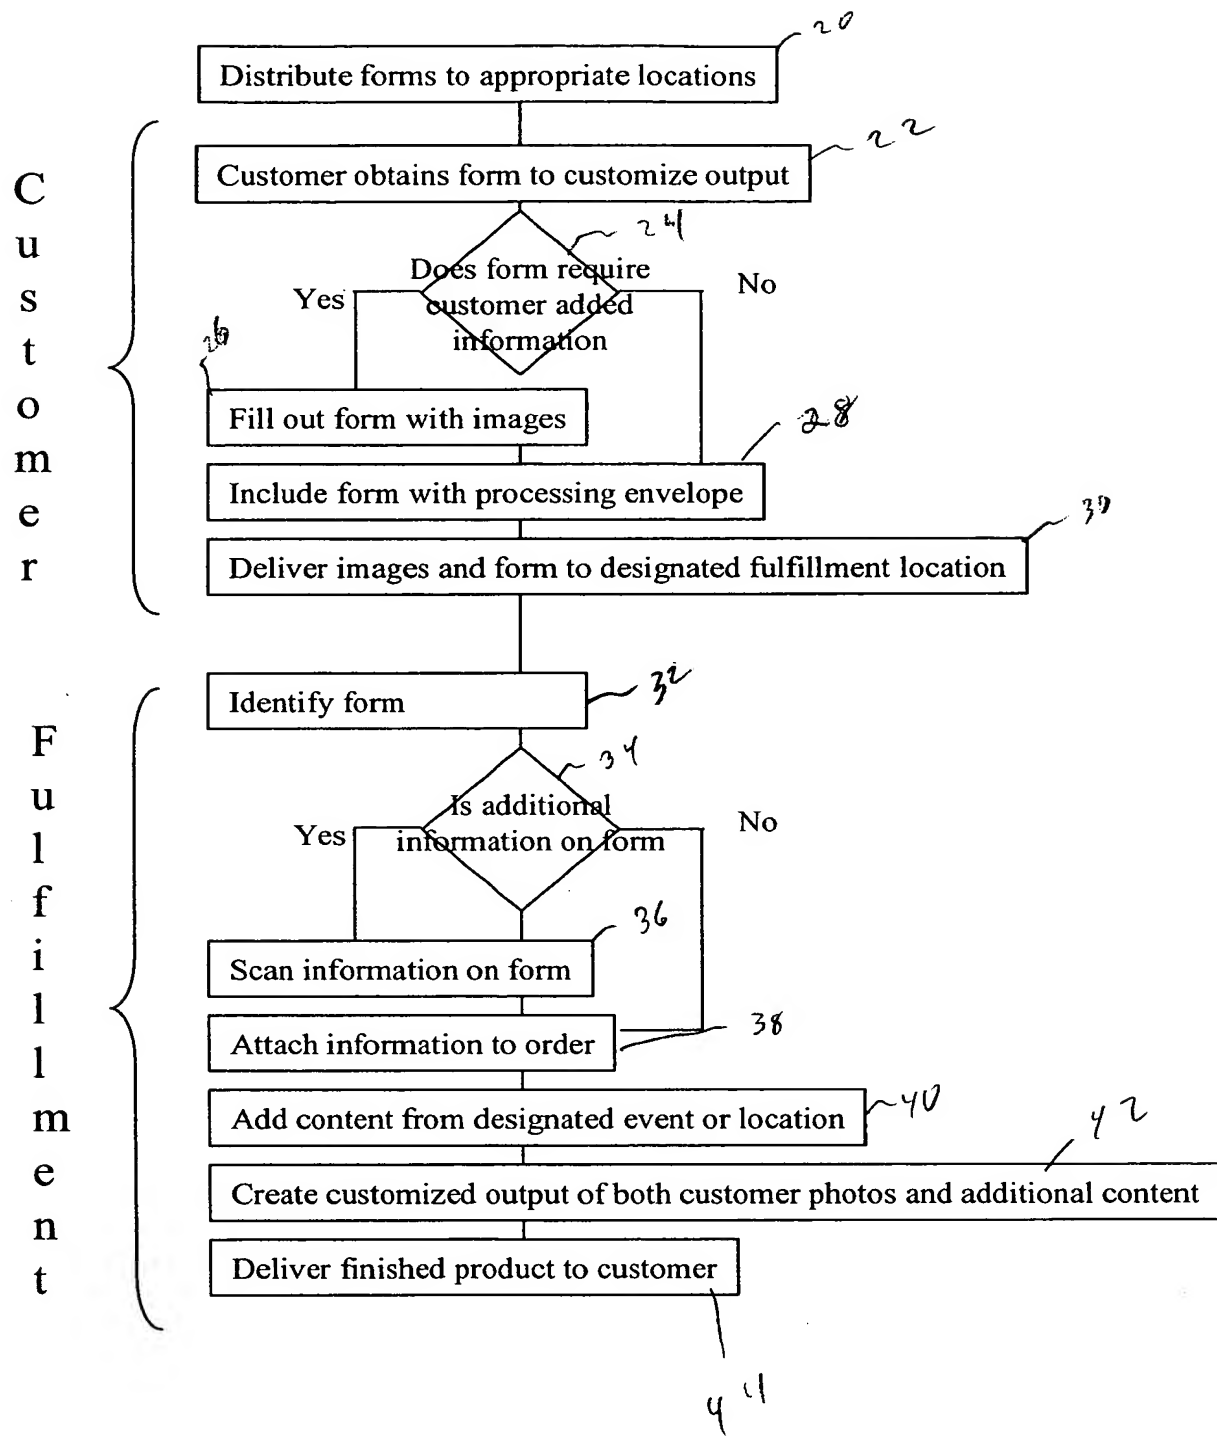 20
Distribute forms to appropriate locations
22
Customer obtains form to customize output
Customer
24
Does form require
customer added
information
Yes
No
26
Fill out form with images
28
Include form with processing envelope
30
Deliver images and form to designated fulfillment location
Fulfillment
Identify form
32
34
Is additional
information on form
Yes
No
36
Scan information on form
38
Attach information to order
Add content from designated event or location
40
42
Create customized output of both customer photos and additional content
Deliver finished product to customer
44